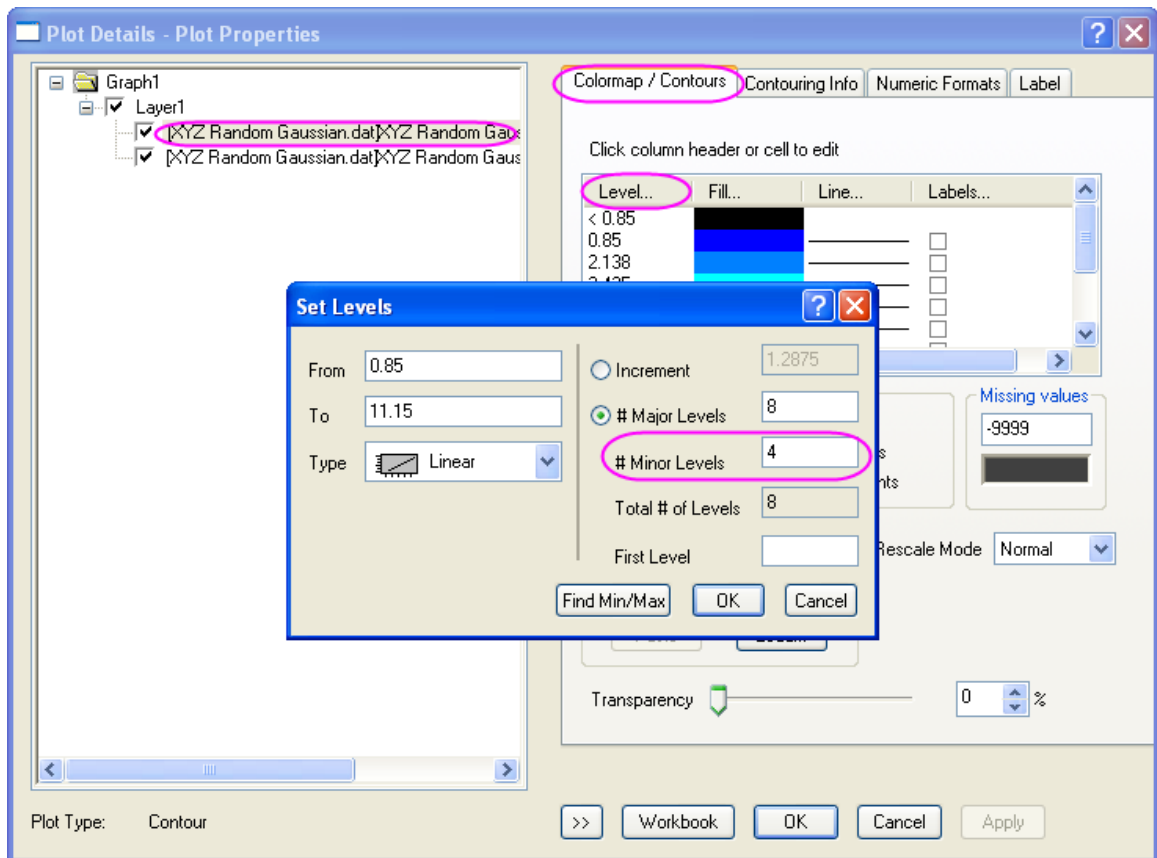 Plot Details - Plot Properties
Graph1
Layer1
[XYZ Random Gaussian.dat]XYZ Random Gaus
[XYZ Random Gaussian.dat]XYZ Random Gaus
Colormap / Contours
Contouring Info
Numeric Formats
Label
Click column header or cell to edit
Level...
Fill...
Line...
Labels...
< 0.85
0.85
2.138
Set Levels
From
0.85
To
11.15
Type
Linear
Increment
1.2875
# Major Levels
8
# Minor Levels
4
Total # of Levels
8
First Level
Find Min/Max
OK
Cancel
Missing values
-9999
Rescale Mode
Normal
Transparency
0
%
Plot Type:
Contour
>>
Workbook
OK
Cancel
Apply